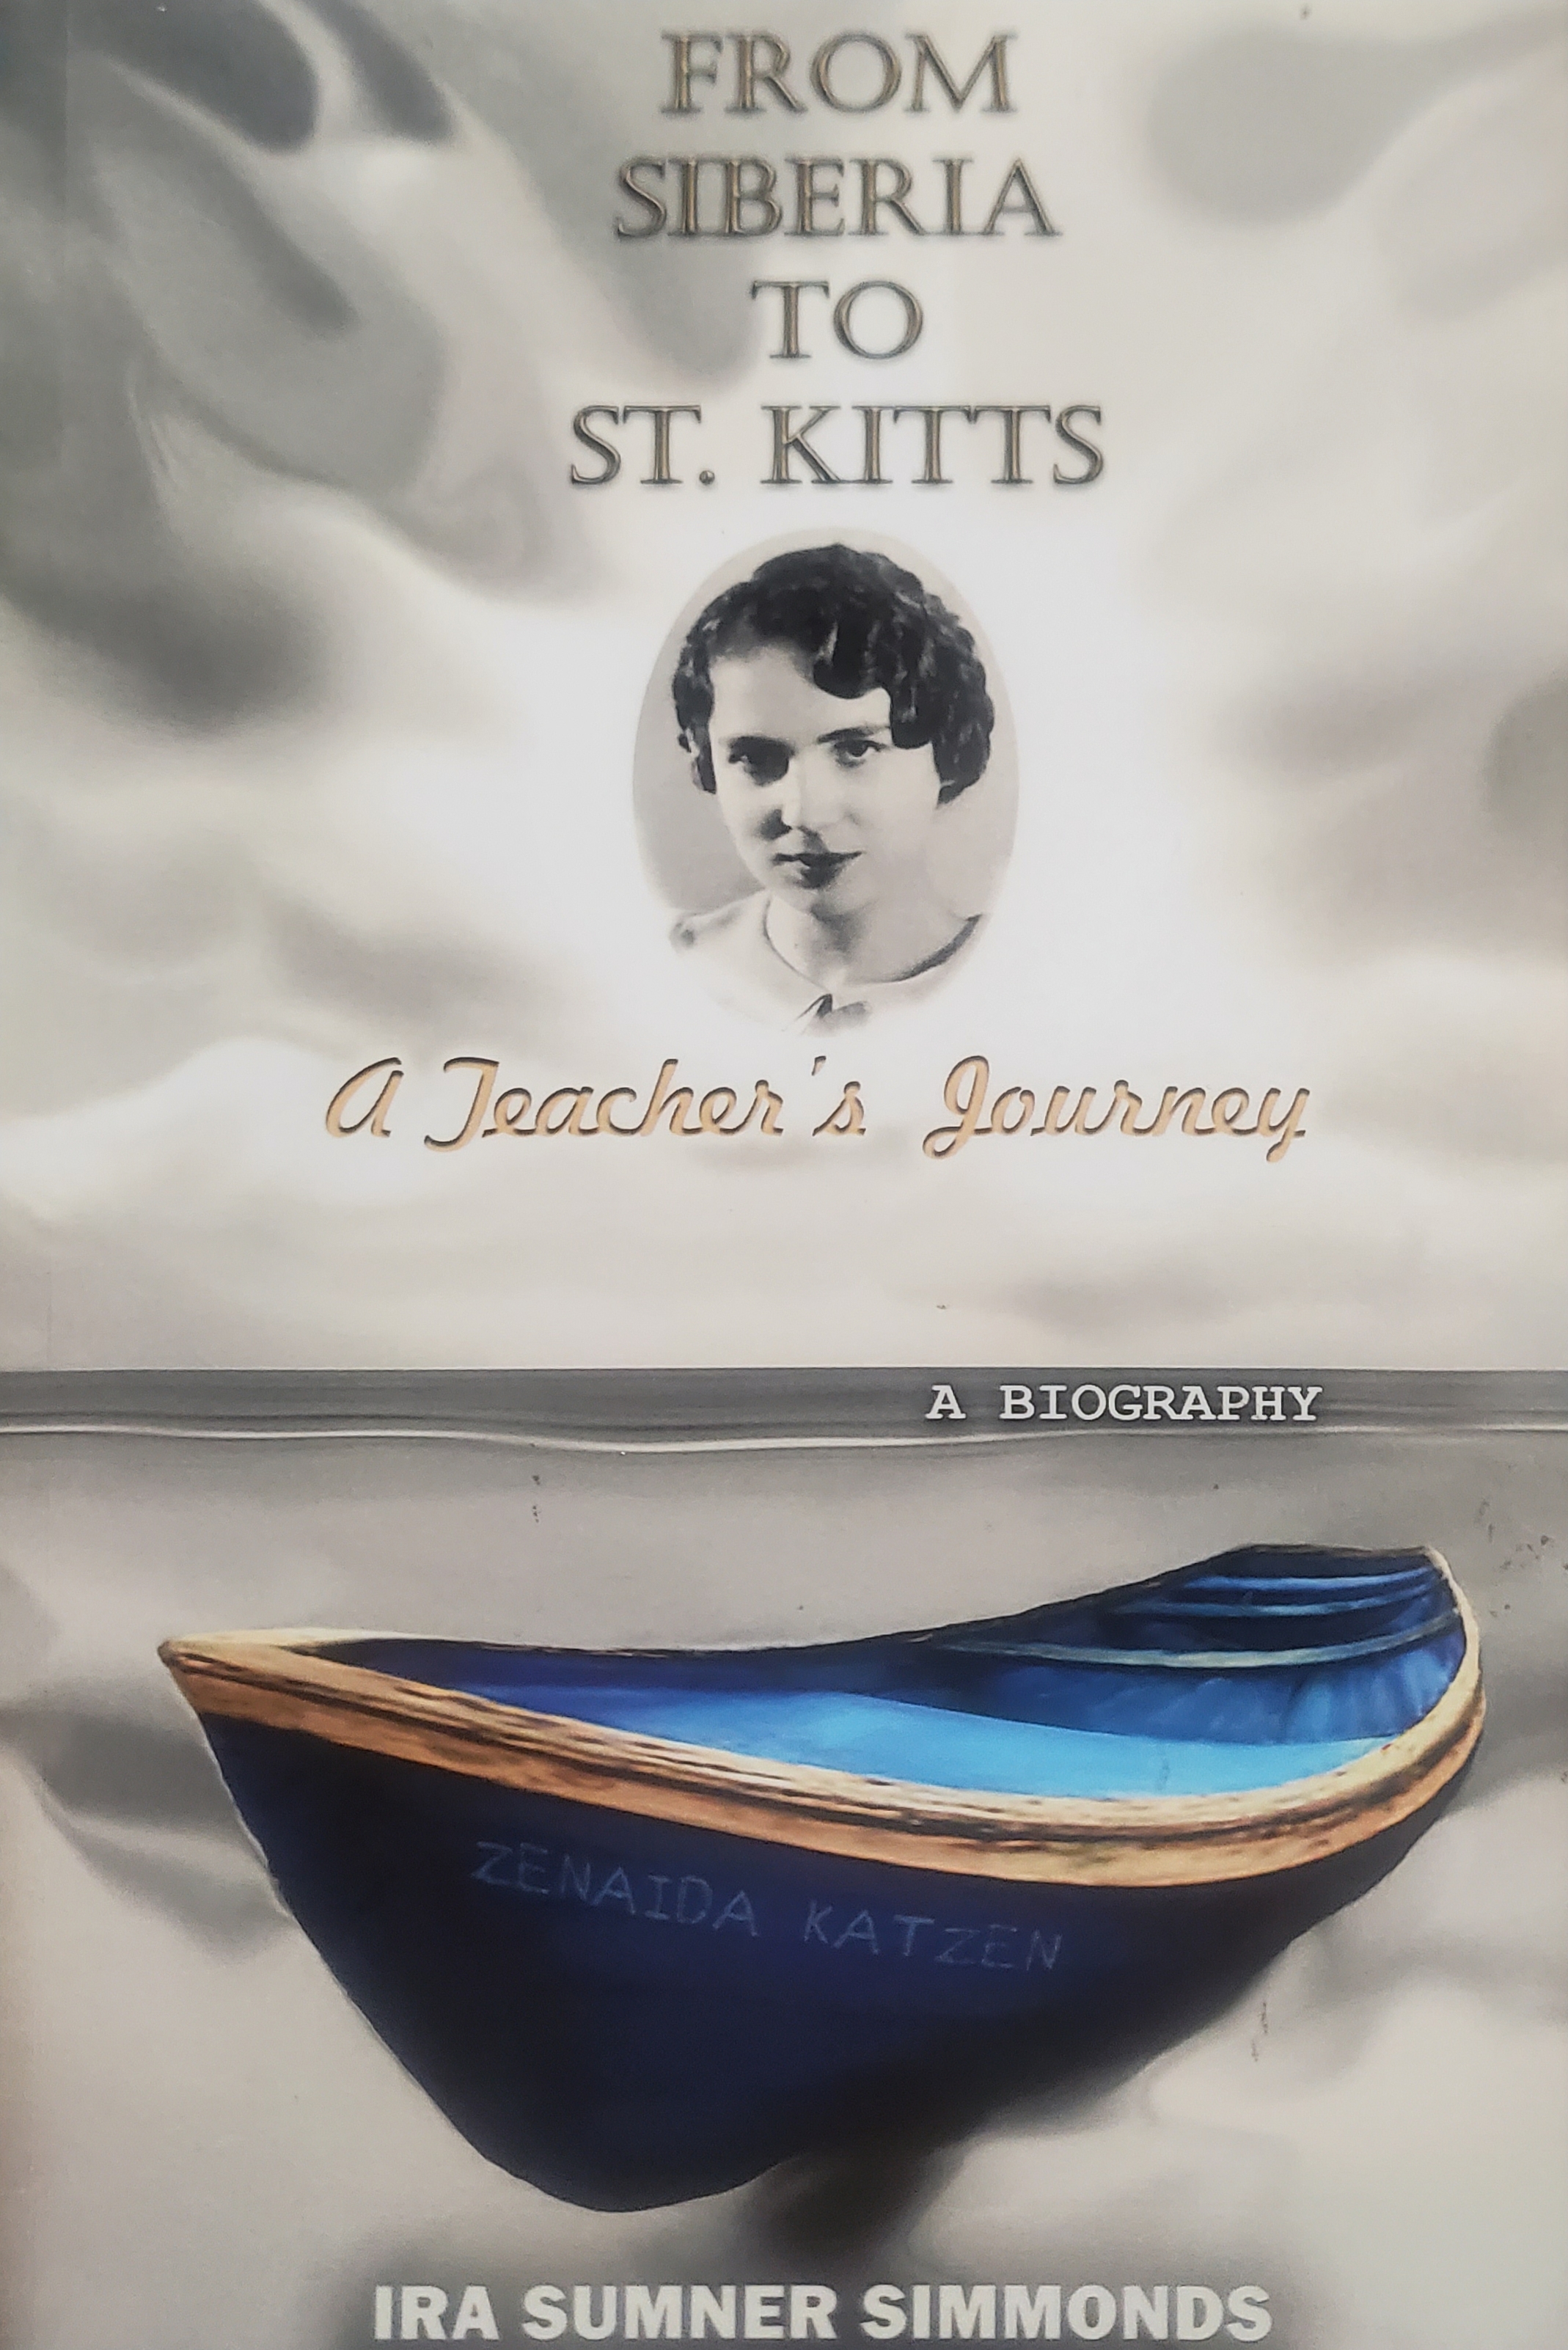 FROM
SIBERIA
TO
ST. KITTS
A Teacher's Journey
A BIOGRAPHY
ZENAIDA KATZEN
IRA SUMNER SIMMONDS